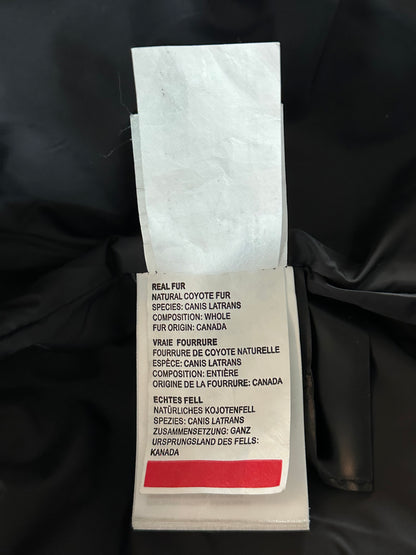 REAL FUR
NATURAL COYOTE FUR
SPECIES: CANIS LATRANS
COMPOSITION: WHOLE
FUR ORIGIN: CANADA
VRAIE FOURRURE
FOURRURE DE COYOTE NATURELLE
ESPÈCE: CANIS LATRANS
COMPOSITION: ENTIÈRE
ORIGINE DE LA FOURRURE: CANADA
ECHTES FELL
NATÜRLICHES KOJOTENFELL
SPEZIES: CANIS LATRANS
ZUSAMMENSETZUNG: GANZ
URSPRUNGSLAND DES FELLS:
KANADA